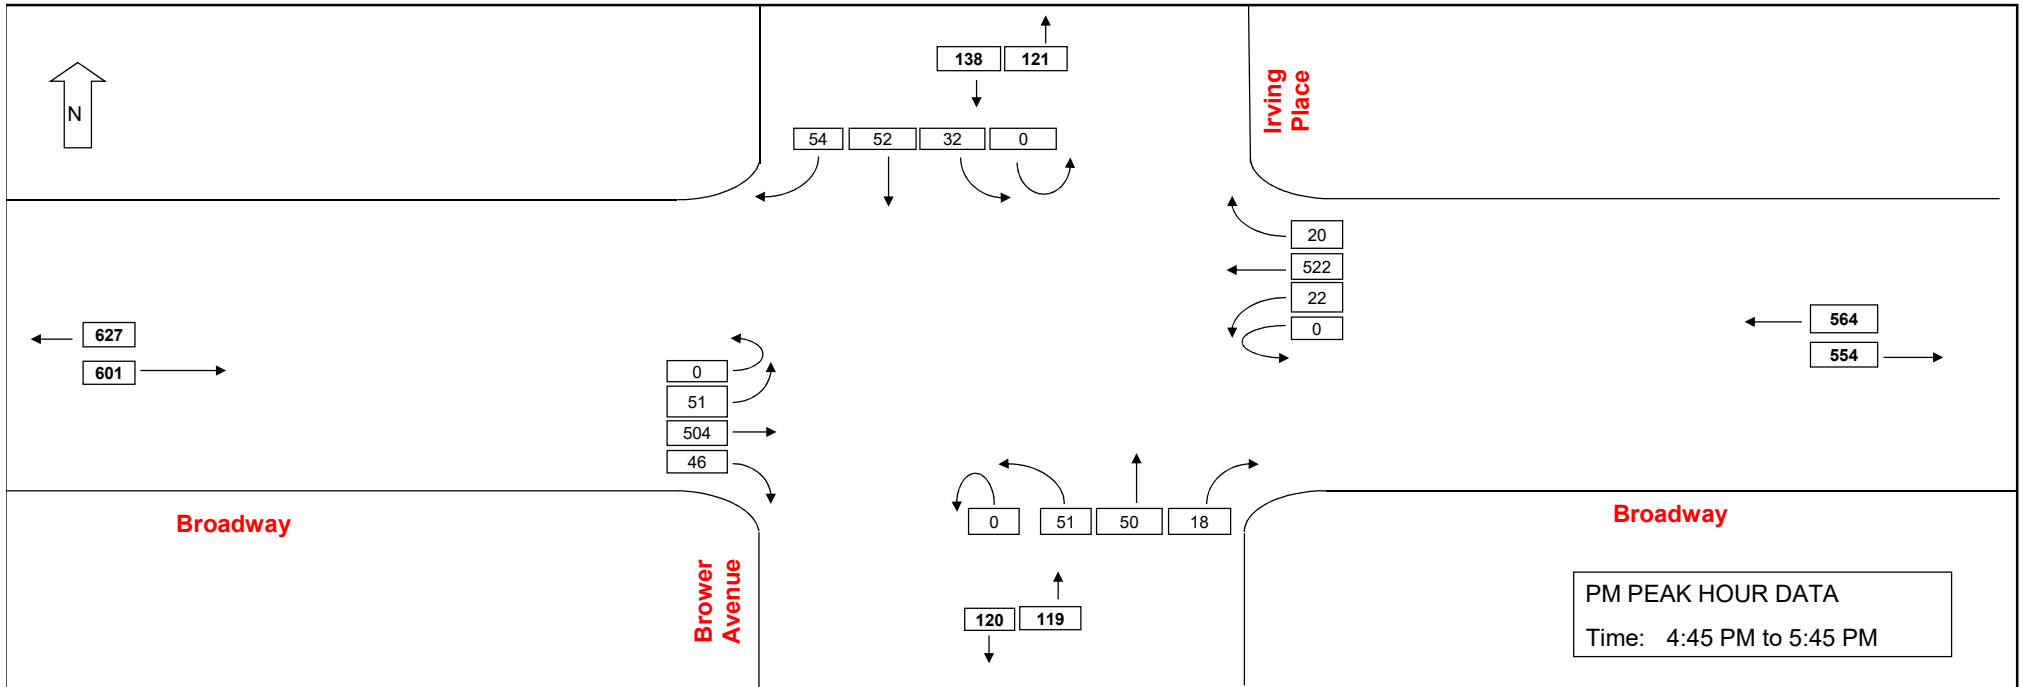 138 121
N
Irving
Place
54 52 32 0
20
522
22
0
627
601
564
554
0
51
504
46
Broadway
0 51 50 18
Broadway
Brower
Avenue
120 119
PM PEAK HOUR DATA
Time: 4:45 PM to 5:45 PM